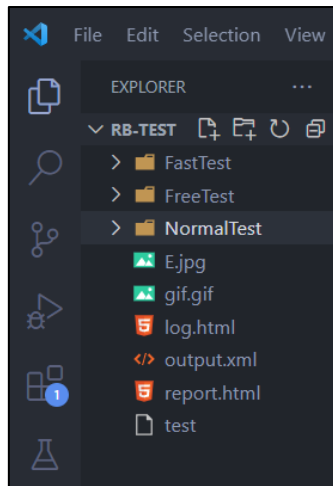 File Edit Selection View
EXPLORER ...
RB-TEST
FastTest
FreeTest
NormalTest
E.jpg
gif.gif
log.html
output.xml
report.html
1
test